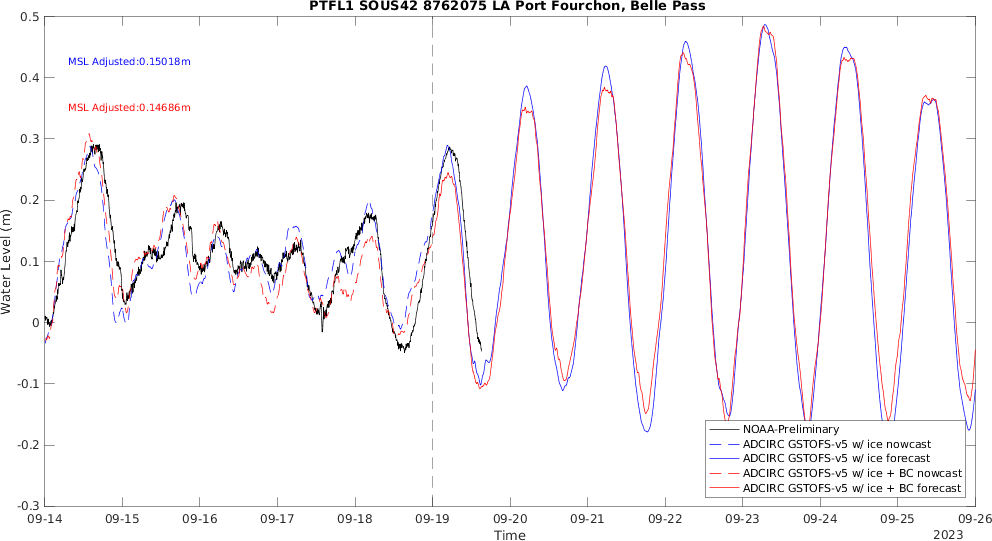 PTFL1 SOUS42 8762075 LA Port Fourchon, Belle Pass
0.5
MSL Adjusted:0.15018m
0.4
MSL Adjusted:0.14686m
0.3
0.2
Water Level (m)
0.1
0
-0.1
-0.2
-0.3
NOAA-Preliminary
ADCIRC GSTOFS-v5 w/ ice nowcast
ADCIRC GSTOFS-v5 w/ ice forecast
ADCIRC GSTOFS-v5 w/ ice + BC nowcast
ADCIRC GSTOFS-v5 w/ ice + BC forecast
09-14 09-15 09-16 09-17 09-18 09-19 09-20 09-21 09-22 09-23 09-24 09-25 09-26
Time
2023